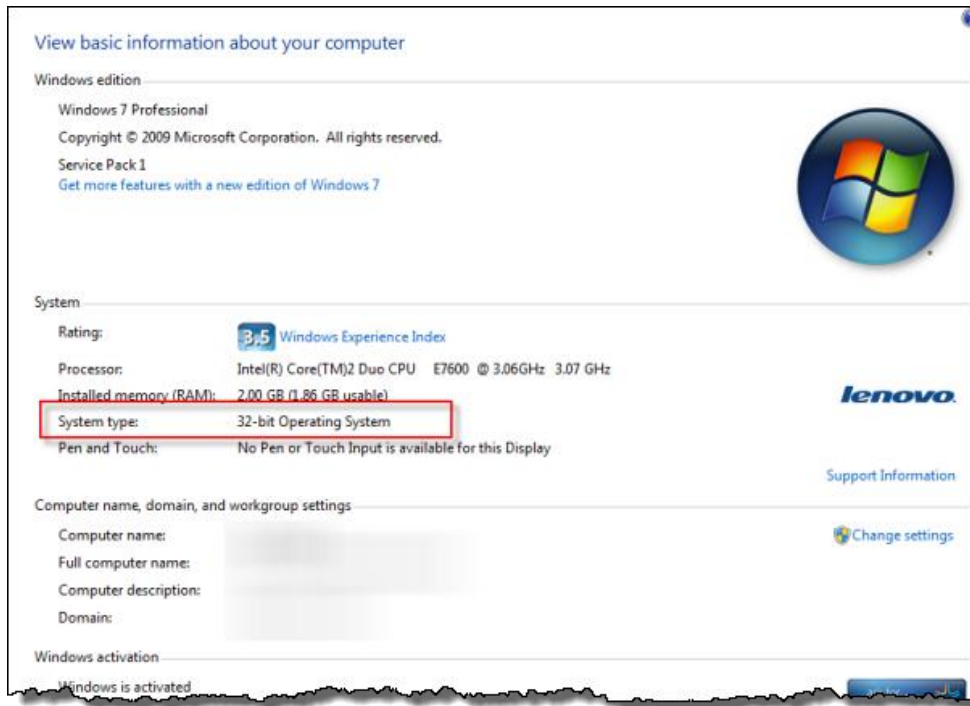 View basic information about your computer
Windows edition
Windows 7 Professional
Copyright © 2009 Microsoft Corporation. All rights reserved.
Service Pack 1
Get more features with a new edition of Windows 7
System
Rating:
3,5 Windows Experience Index
Processor: Intel(R) Core(TM)2 Duo CPU E7600 @ 3.06GHz 3.07 GHz
Installed memory (RAM): 2.00 GB (1.86 GB usable)
System type: 32-bit Operating System
Pen and Touch: No Pen or Touch Input is available for this Display
lenovo.
Support Information
Computer name, domain, and workgroup settings
Computer name:
Change settings
Full computer name:
Computer description:
Domain:
Windows activation
Windows is activated